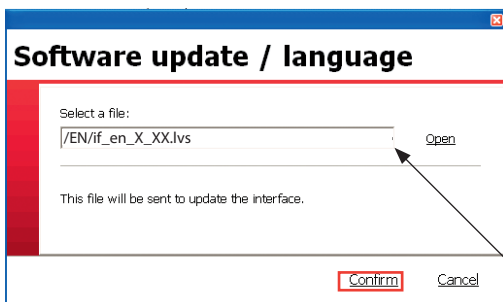 Software update / language
Select a file:
/EN/if_en_X_XX.lvs
Open
This file will be sent to update the interface.
Confirm
Cancel